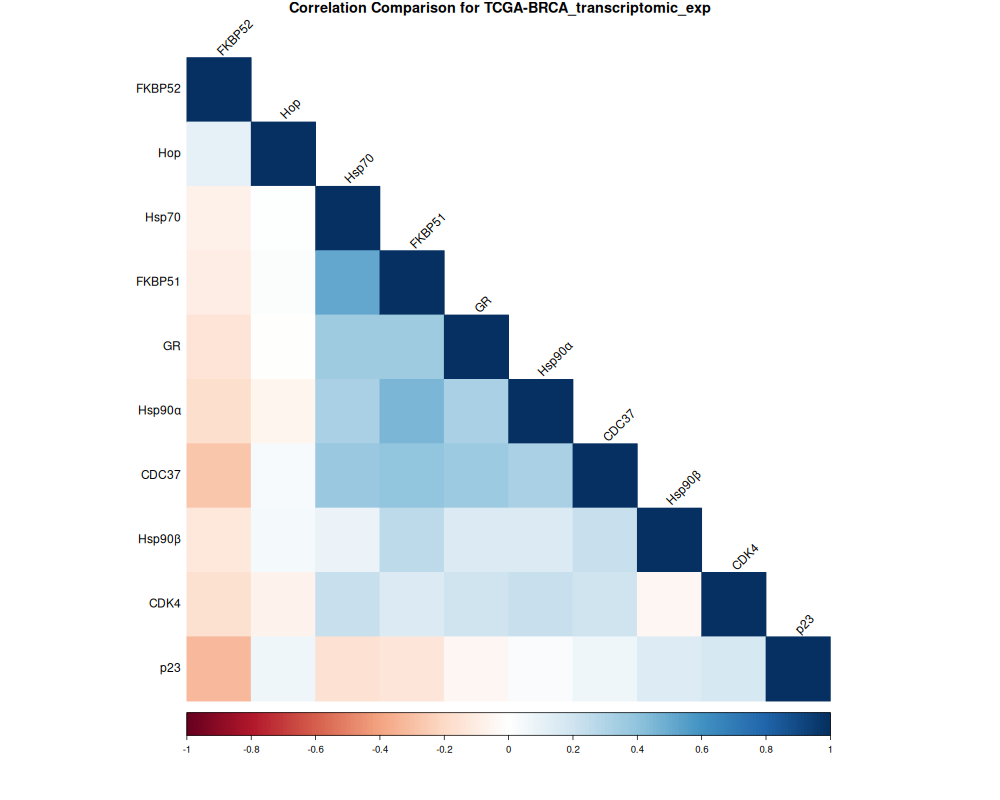 Correlation Comparison for TCGA-BRCA_transcriptomic_exp
FKBP52
FKBP52
Hop
Hop
Hsp70
Hsp70
FKBP51
FKBP51
GR
GR
Hsp90α
Hsp90α
CDC37
CDC37
Hsp90β
Hsp90β
CDK4
CDK4
p23
p23
-1 -0.8 -0.6 -0.4 -0.2 0 0.2 0.4 0.6 0.8 1